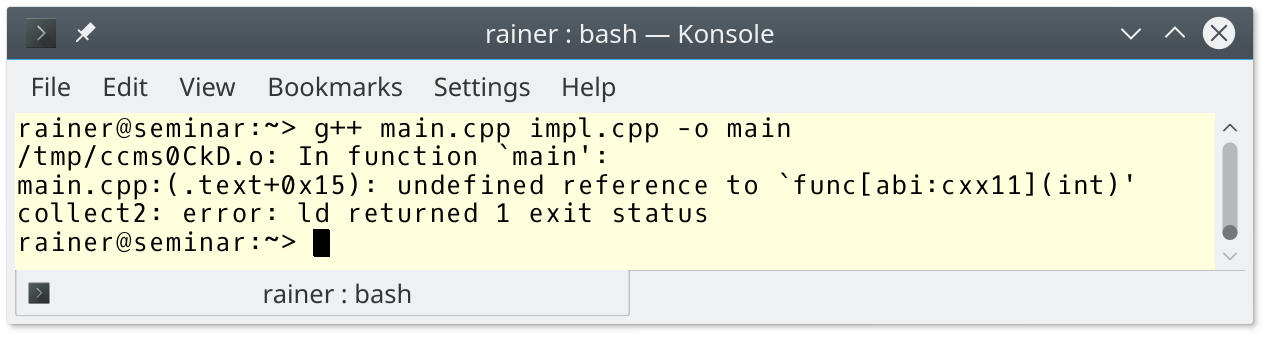 rainer : bash — Konsole
File Edit View Bookmarks Settings Help
rainer@seminar:~> g++ main.cpp impl.cpp -o main
/tmp/ccms0CkD.o: In function `main':
main.cpp:(.text+0x15): undefined reference to `func[abi:cxx11](int)'
collect2: error: ld returned 1 exit status
rainer@seminar:~>
rainer : bash